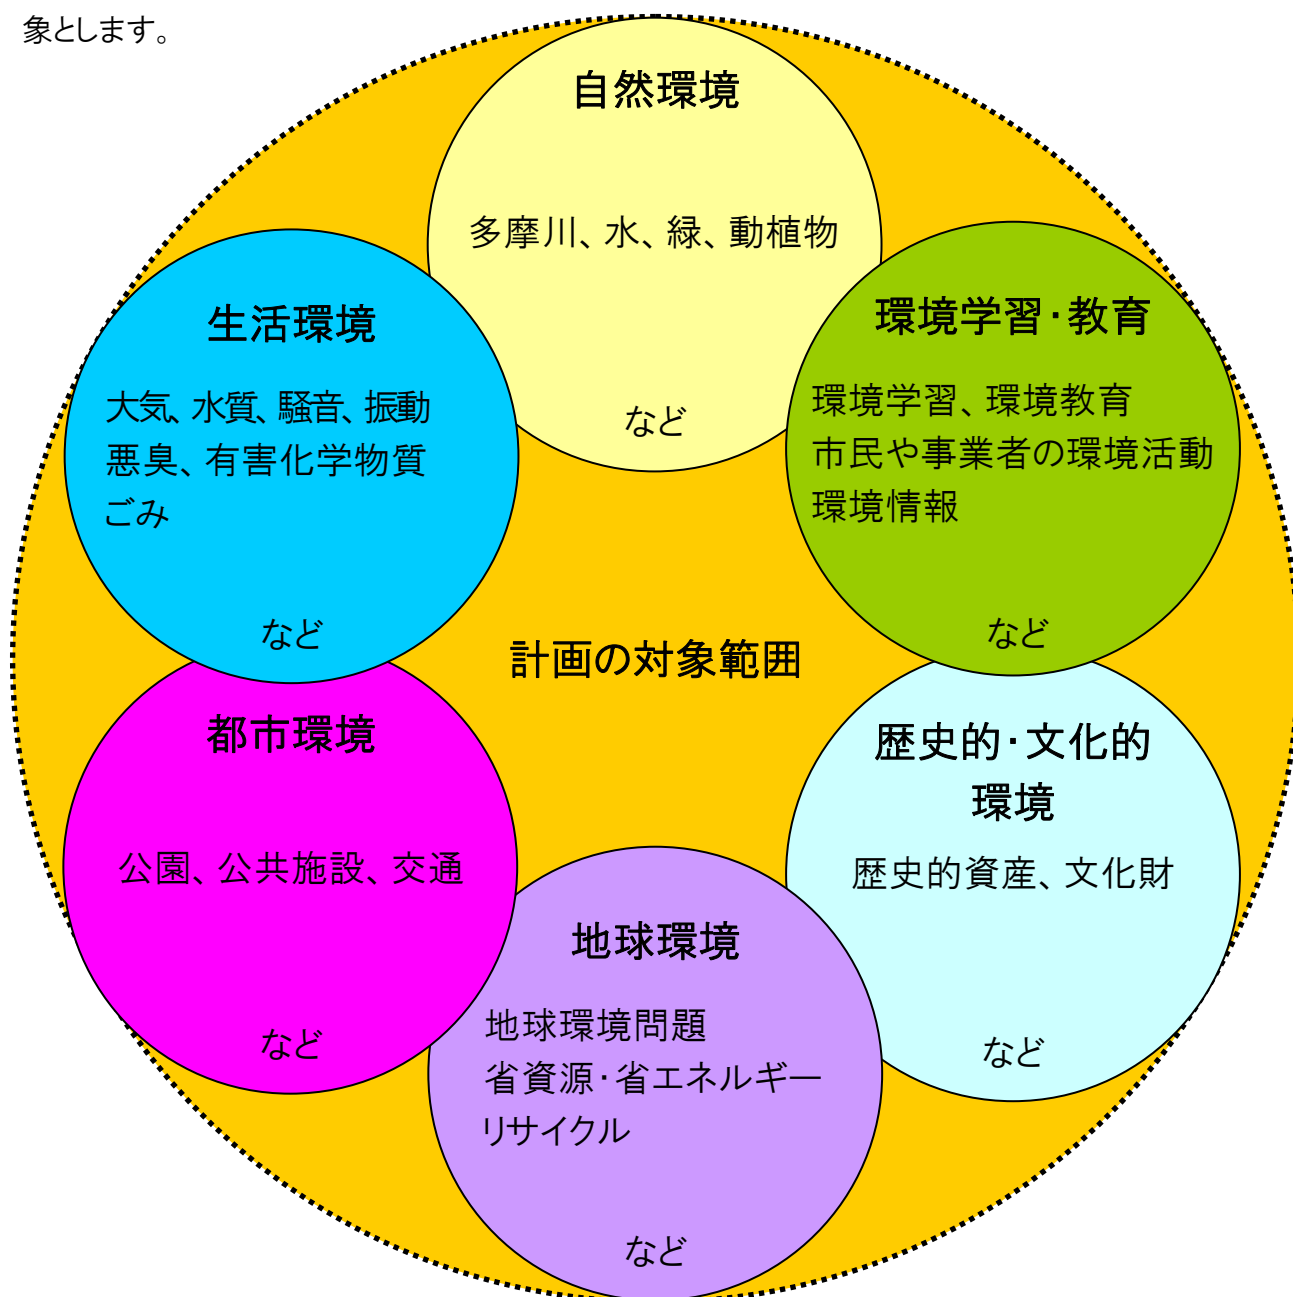 象とします。
自然環境
多摩川、水、緑、動植物
など
生活環境
大気、水質、騒音、振動
悪臭、有害化学物質
ごみ
など
環境学習・教育
環境学習、環境教育
市民や事業者の環境活動
環境情報
など
計画の対象範囲
都市環境
公園、公共施設、交通
など
歴史的・文化的
環境
歴史的資産、文化財
など
地球環境
地球環境問題
省資源・省エネルギー
リサイクル
など